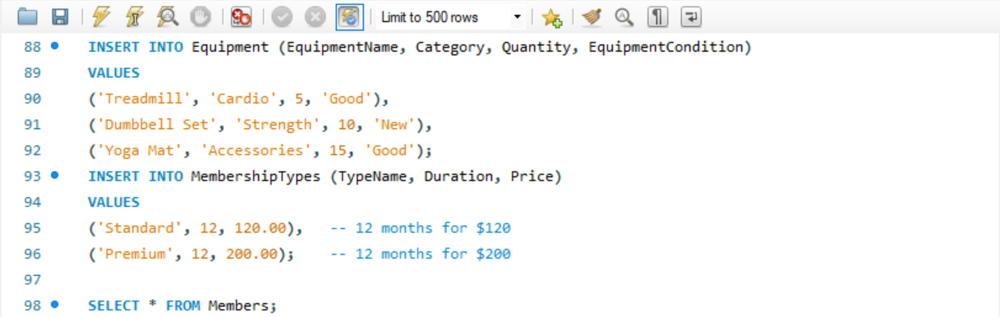 Limit to 500 rows
88 INSERT INTO Equipment (EquipmentName, Category, Quantity, EquipmentCondition)
89 VALUES
90 ('Treadmill', 'Cardio', 5, 'Good'),
91 ('Dumbbell Set', 'Strength', 10, 'New'),
92 ('Yoga Mat', 'Accessories', 15, 'Good');
93 INSERT INTO MembershipTypes (TypeName, Duration, Price)
94 VALUES
95 ('Standard', 12, 120.00),   -- 12 months for $120
96 ('Premium', 12, 200.00);    -- 12 months for $200
97
98 SELECT * FROM Members;